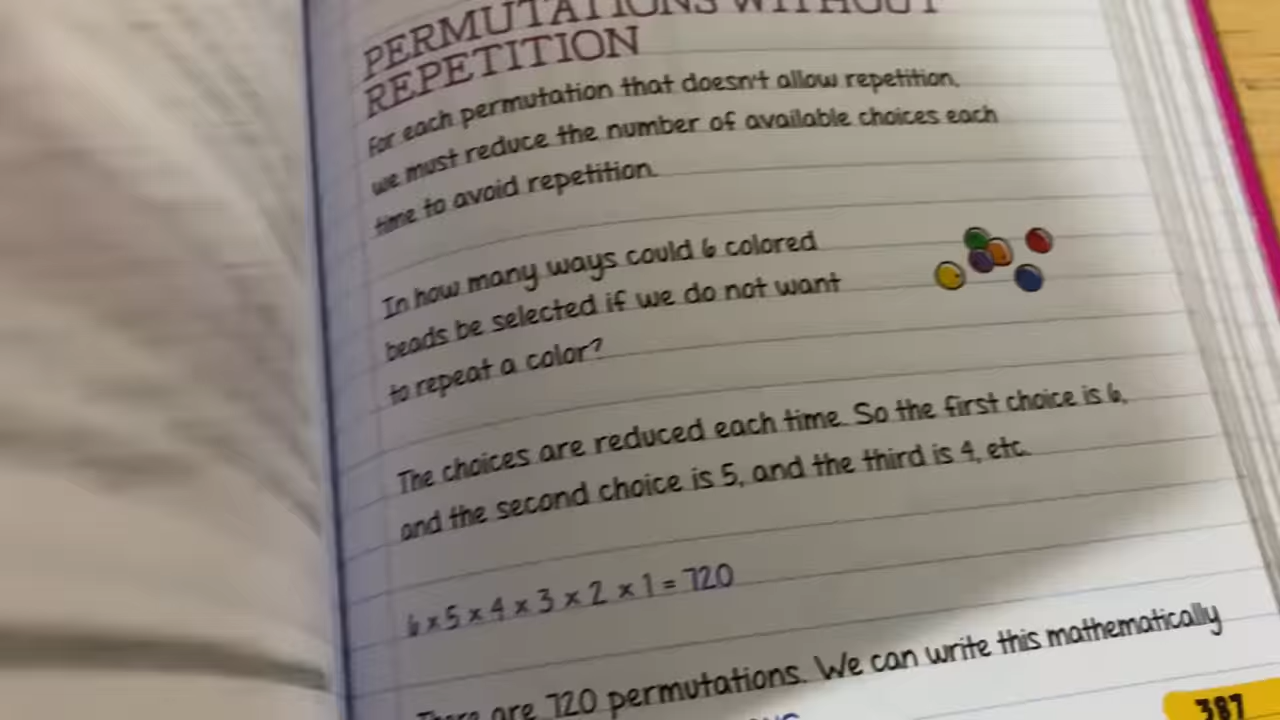 PERMUTATIONS WITHOUT
REPETITION
For each permutation that doesn't allow repetition,
we must reduce the number of available choices each
time to avoid repetition.
In how many ways could 6 colored
beads be selected if we do not want
to repeat a color?
The choices are reduced each time. So the first choice is 6,
and the second choice is 5, and the third is 4, etc.
6 x 5 x 4 x 3 x 2 x 1 = 720
There are 720 permutations. We can write this mathematically
387